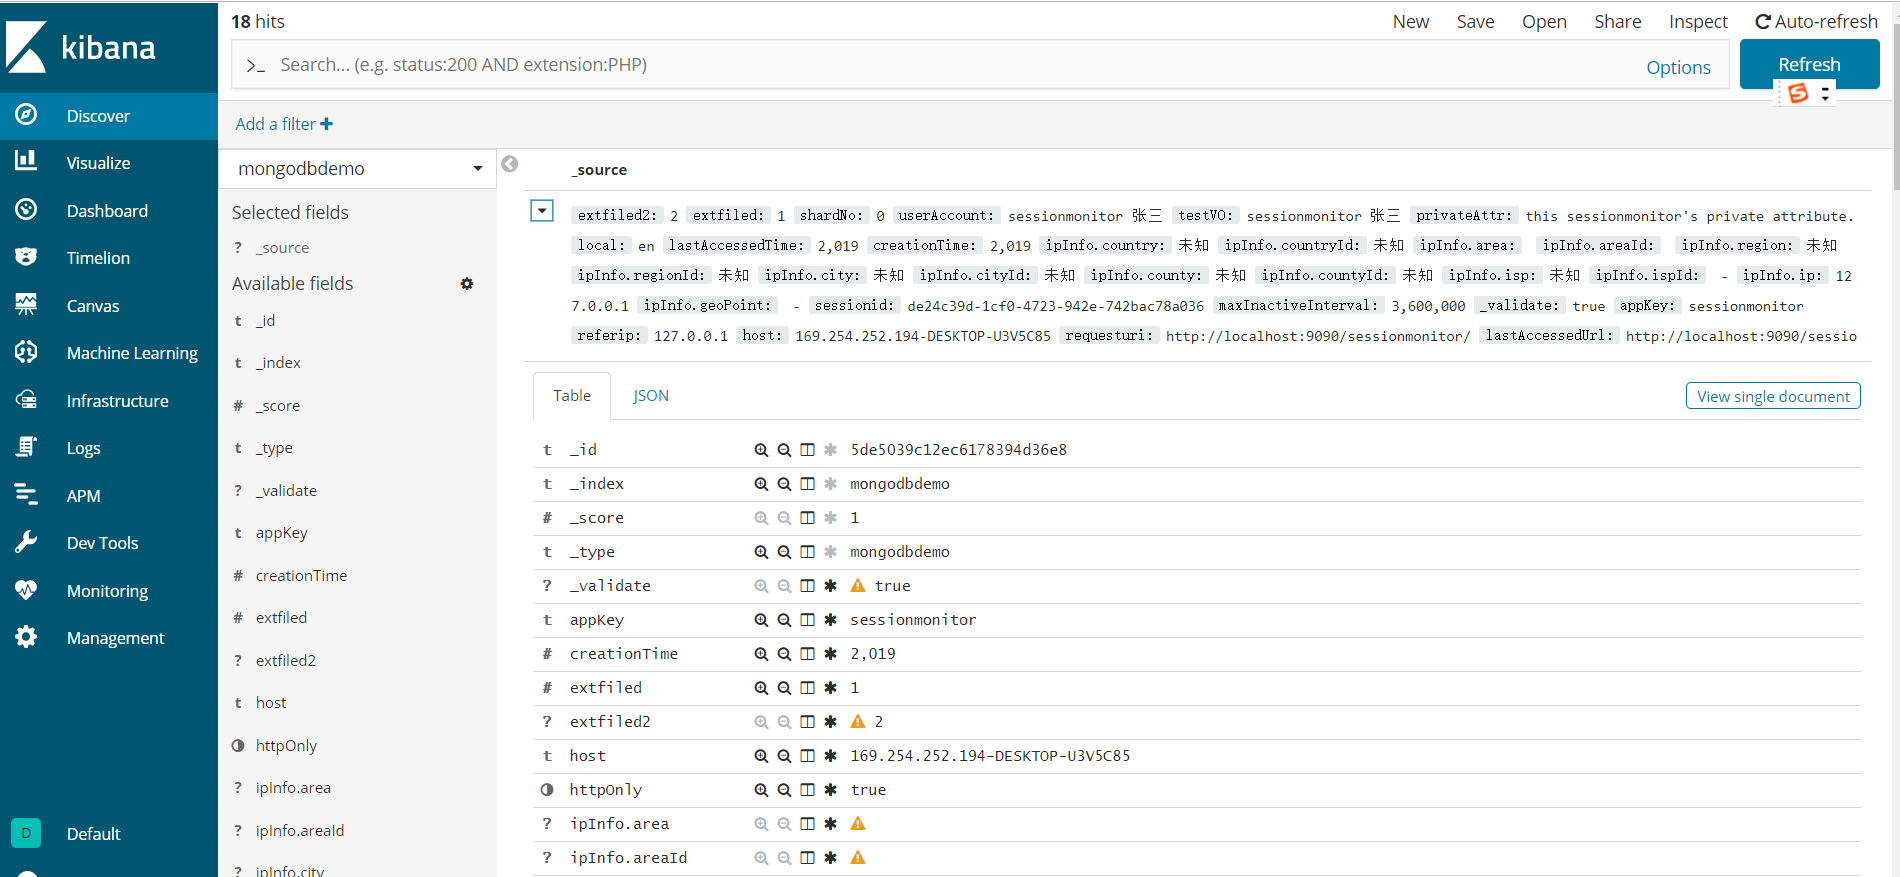 kibana
Discover
Visualize
Dashboard
Timelion
Canvas
Machine Learning
Infrastructure
Logs
APM
Dev Tools
Monitoring
Management
D Default
18 hits
New Save Open Share Inspect Auto-refresh
>_ Search... (e.g. status:200 AND extension:PHP) Options Refresh
Add a filter +
mongodbdemo
Selected fields
? _source
Available fields
t _id
t _index
# _score
t _type
? _validate
t appKey
# creationTime
# extfiled
? extfiled2
t host
httpOnly
? ipInfo.area
? ipInfo.areaId
ipInfo.city
_source
extfiled2: 2 extfiled: 1 shardNo: 0 userAccount: sessionmonitor 张三 testVO: sessionmonitor 张三 privateAttr: this sessionmonitor's private attribute.
local: en lastAccessedTime: 2,019 creationTime: 2,019 ipInfo.country: 未知 ipInfo.countryId: 未知 ipInfo.area: ipInfo.areaId: ipInfo.region: 未知
ipInfo.regionId: 未知 ipInfo.city: 未知 ipInfo.cityId: 未知 ipInfo.county: 未知 ipInfo.countyId: 未知 ipInfo.isp: 未知 ipInfo.ispId: - ipInfo.ip: 12
7.0.0.1 ipInfo.geoPoint: - sessionid: de24c39d-1cf0-4723-942e-742bac78a036 maxInactiveInterval: 3,600,000 _validate: true appKey: sessionmonitor
referip: 127.0.0.1 host: 169.254.252.194-DESKTOP-U3V5C85 requesturi: http://localhost:9090/sessionmonitor/ lastAccessedUrl: http://localhost:9090/sessio
Table JSON View single document
t _id 5de5039c12ec6178394d36e8
t _index mongodbdemo
# _score 1
t _type mongodbdemo
? _validate true
t appKey sessionmonitor
# creationTime 2,019
# extfiled 1
? extfiled2 2
t host 169.254.252.194-DESKTOP-U3V5C85
httpOnly true
? ipInfo.area
? ipInfo.areaId